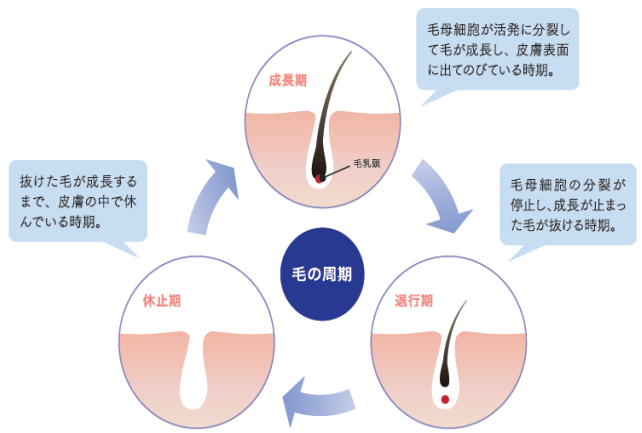 毛母細胞が活発に分裂し
て毛が成長し、皮膚表面
に出てのびている時期。
成長期
毛乳頭
抜けた毛が成長する
まで、皮膚の中で休
んでいる時期。
毛母細胞の分裂が
停止し、成長が止まっ
た毛が抜ける時期。
毛の周期
休止期
退行期